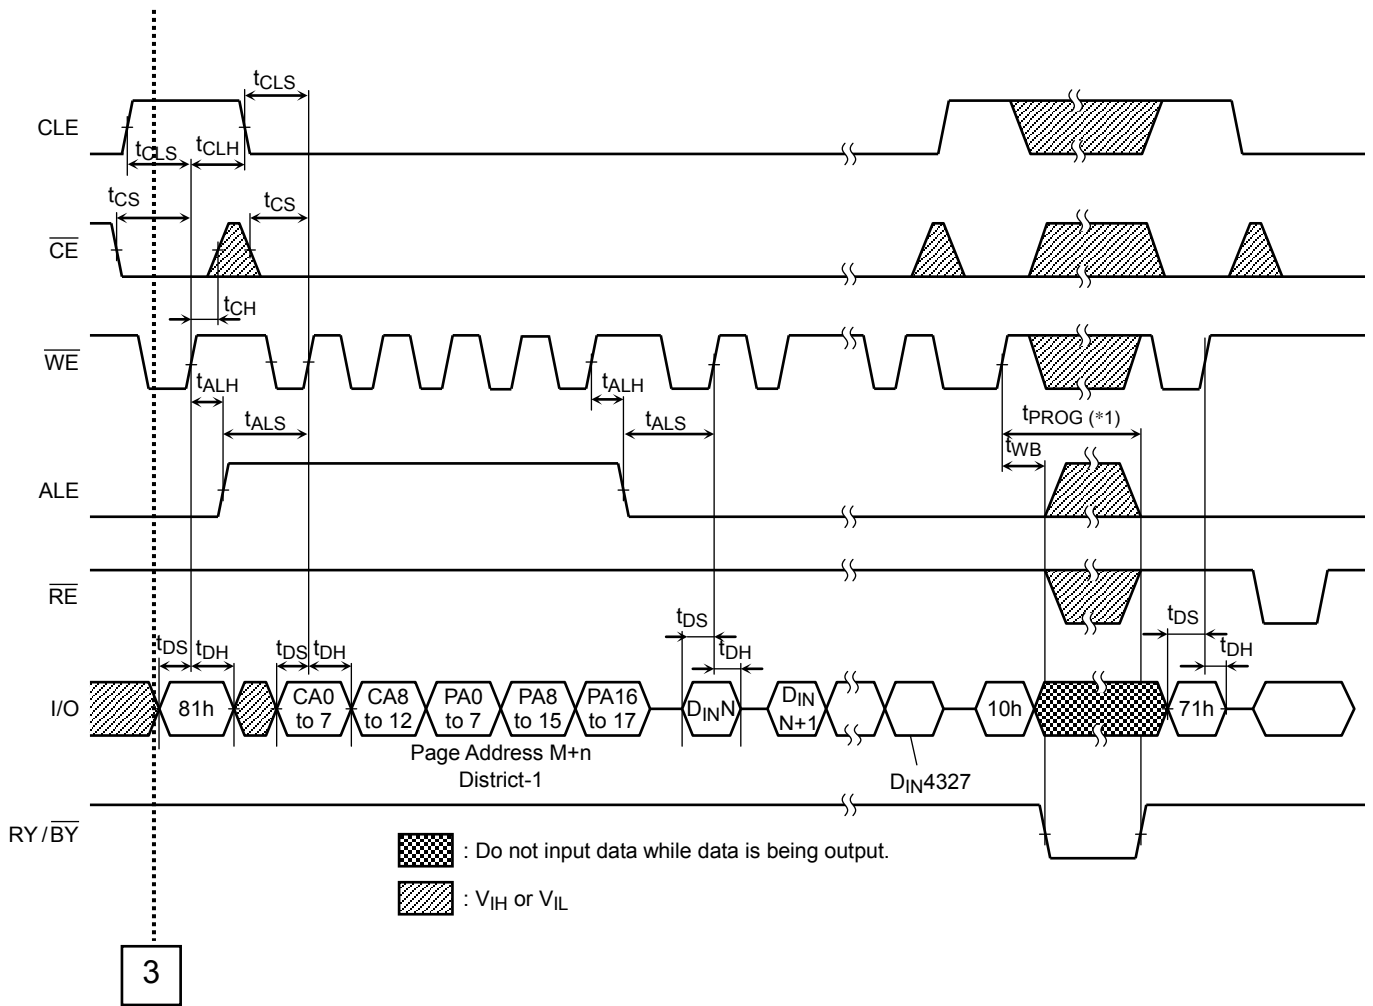 tCLS
CLE
tCLS tCLH
tCS tCS
CE
tCH
WE
tALH tALH
tALS tALS tPROG (*1)
tWB
ALE
RE
tDS tDH tDS tDH tDS tDH tDS tDH
I/O 81h CA0 to 7 CA8 to 12 PA0 to 7 PA8 to 15 PA16 to 17 DINN DIN N+1 10h 71h
Page Address M+n
District-1
DIN4327
RY/BY
: Do not input data while data is being output.
: VIH or VIL
3